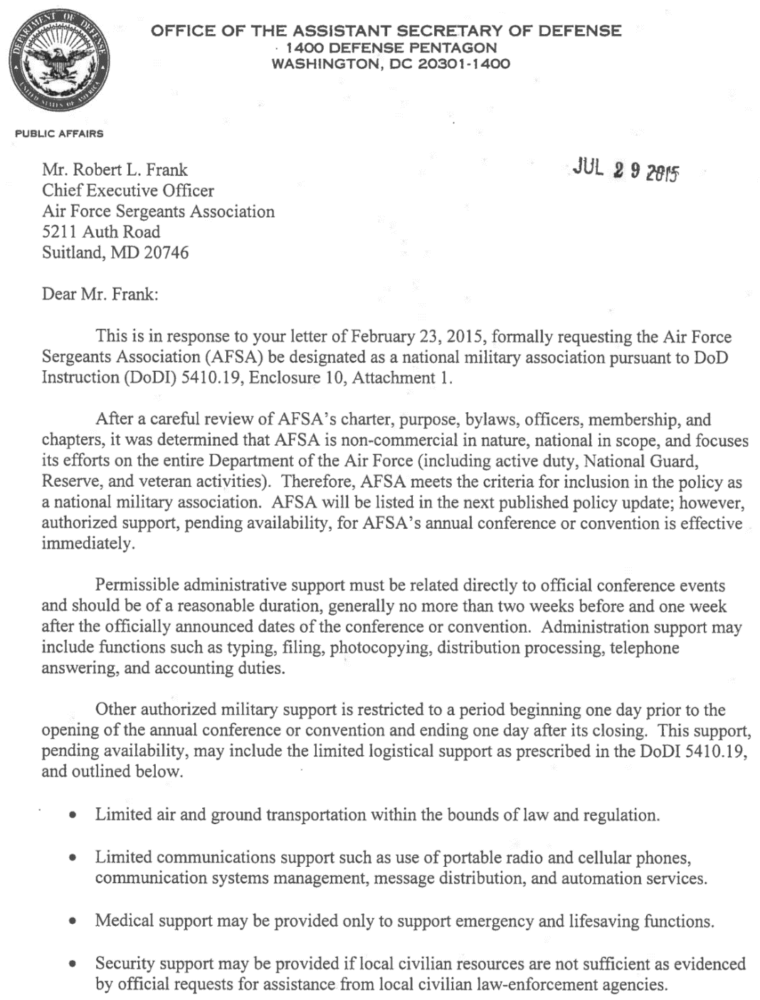 DEPARTMENT OF DEFENSE
UNITED STATES OF AMERICA
OFFICE OF THE ASSISTANT SECRETARY OF DEFENSE
1400 DEFENSE PENTAGON
WASHINGTON, DC 20301-1400
PUBLIC AFFAIRS
JUL 29 2015
Mr. Robert L. Frank
Chief Executive Officer
Air Force Sergeants Association
5211 Auth Road
Suitland, MD 20746
Dear Mr. Frank:
This is in response to your letter of February 23, 2015, formally requesting the Air Force
Sergeants Association (AFSA) be designated as a national military association pursuant to DoD
Instruction (DoDI) 5410.19, Enclosure 10, Attachment 1.
After a careful review of AFSA's charter, purpose, bylaws, officers, membership, and
chapters, it was determined that AFSA is non-commercial in nature, national in scope, and focuses
its efforts on the entire Department of the Air Force (including active duty, National Guard,
Reserve, and veteran activities). Therefore, AFSA meets the criteria for inclusion in the policy as
a national military association. AFSA will be listed in the next published policy update; however,
authorized support, pending availability, for AFSA's annual conference or convention is effective
immediately.
Permissible administrative support must be related directly to official conference events
and should be of a reasonable duration, generally no more than two weeks before and one week
after the officially announced dates of the conference or convention. Administration support may
include functions such as typing, filing, photocopying, distribution processing, telephone
answering, and accounting duties.
Other authorized military support is restricted to a period beginning one day prior to the
opening of the annual conference or convention and ending one day after its closing. This support,
pending availability, may include the limited logistical support as prescribed in the DoDI 5410.19,
and outlined below.
• Limited air and ground transportation within the bounds of law and regulation.
• Limited communications support such as use of portable radio and cellular phones,
communication systems management, message distribution, and automation services.
• Medical support may be provided only to support emergency and lifesaving functions.
• Security support may be provided if local civilian resources are not sufficient as evidenced
by official requests for assistance from local civilian law-enforcement agencies.